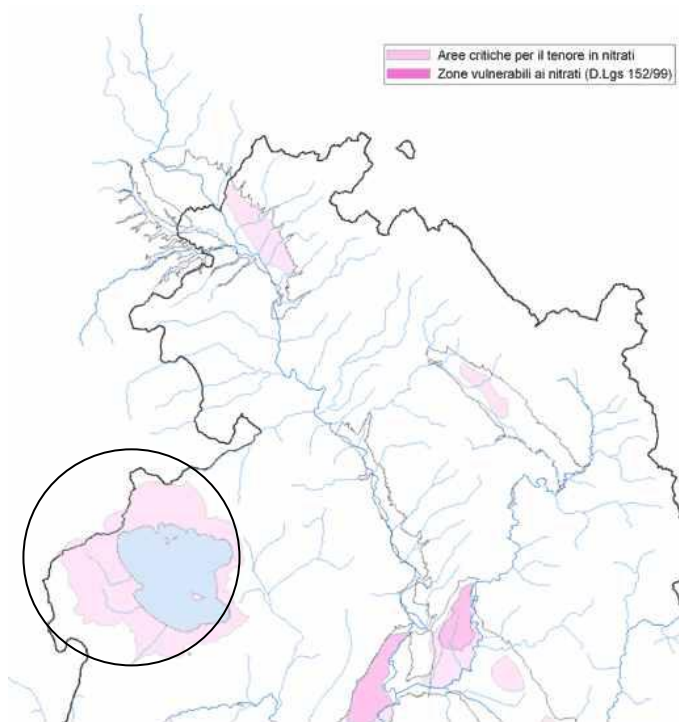 Aree critiche per il tenore in nitrati
Zone vulnerabili ai nitrati (D.Lgs 152/99)